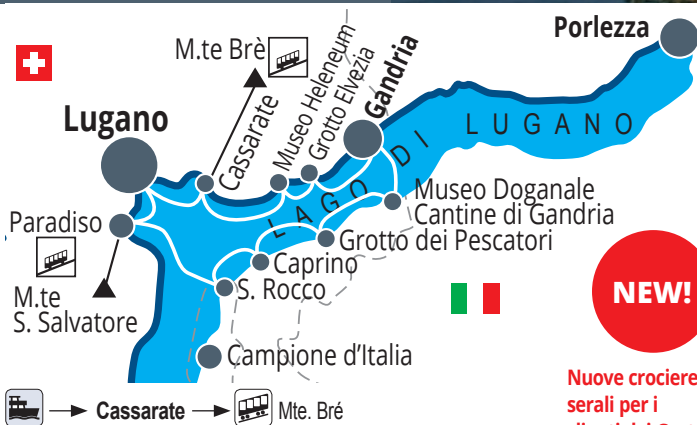 Porlezza
M.te Brè
Museo Heleneum
Grotto Elvezia
Gandria
Lugano
Cassarate
LAGO DI LUGANO
Museo Doganale
Cantine di Gandria
Paradiso
Grotto dei Pescatori
Caprino
M.te
S. Salvatore
S. Rocco
NEW!
Campione d'Italia
Nuove crociere
serali per i
Cassarate Mte. Bré